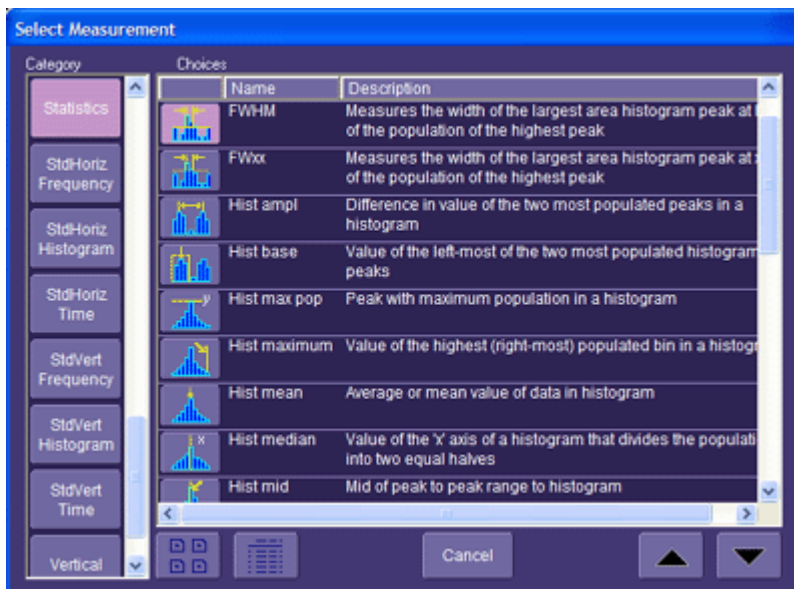 Select Measurement
Category
Choices
Statistics
StdHoriz
Frequency
StdHoriz
Histogram
StdHoriz
Time
StdVert
Frequency
StdVert
Histogram
StdVert
Time
Vertical
Name Description
FWHM Measures the width of the largest area histogram peak at
of the population of the highest peak
FWxx Measures the width of the largest area histogram peak at
of the population of the highest peak
Hist ampl Difference in value of the two most populated peaks in a
histogram
Hist base Value of the left-most of the two most populated histogram
peaks
Hist max pop Peak with maximum population in a histogram
y
Hist maximum Value of the highest (right-most) populated bin in a histogr
Hist mean Average or mean value of data in histogram
x
Hist median Value of the 'x' axis of a histogram that divides the populati
into two equal halves
Hist mid Mid of peak to peak range to histogram
Cancel